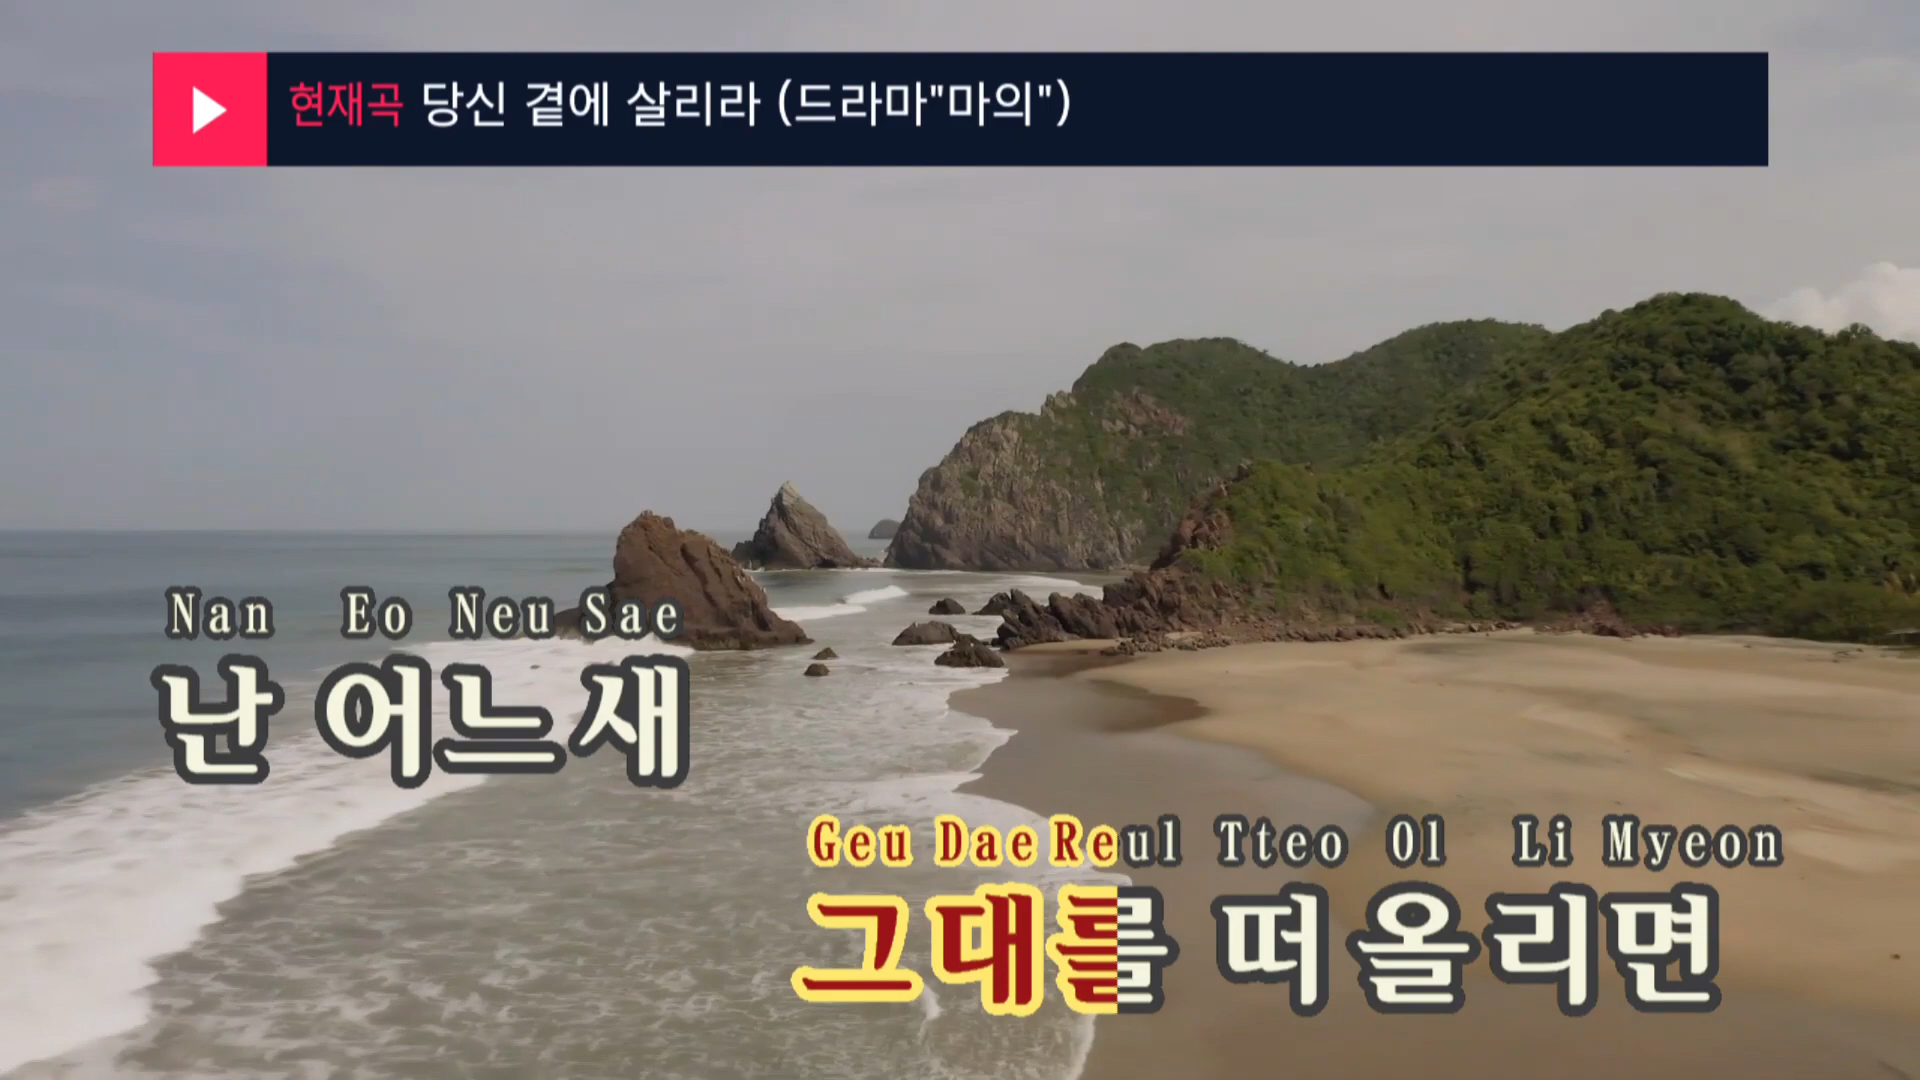 현재곡 당신 곁에 살리라 (드라마"마의")
Nan Eo Neu Sae
난 어느새
Geu Dae Reul Tteo Ol Li Myeon
그대를 떠올리면